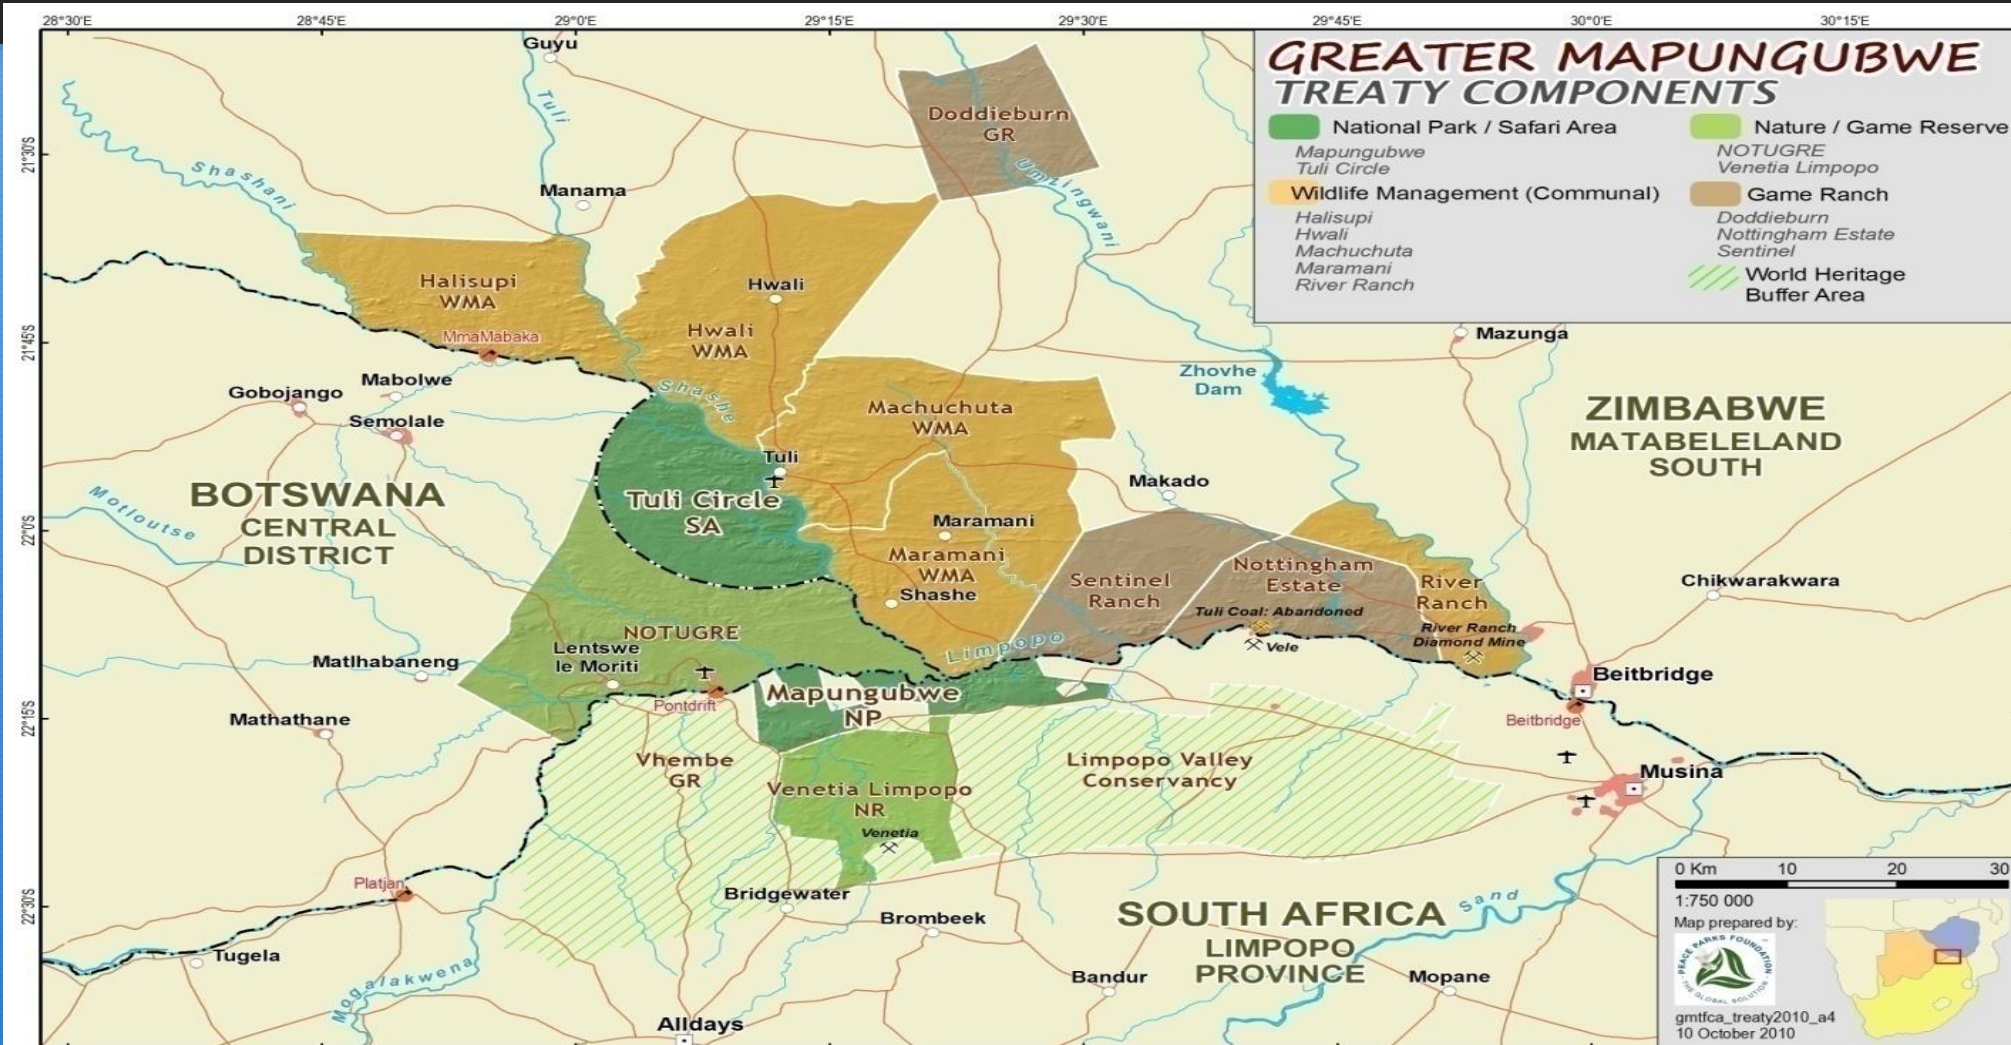 28°30'E
28°45'E
29°0'E
29°15'E
29°30'E
29°45'E
30°0'E
30°15'E
GREATER MAPUNGUBWE
TREATY COMPONENTS
National Park / Safari Area
Mapungubwe
Tuli Circle
Wildlife Management (Communal)
Halisupi
Hwali
Machuchuta
Maramani
River Ranch
Nature / Game Reserve
NOTUGRE
Venetia Limpopo
Game Ranch
Doddieburn
Nottingham Estate
Sentinel
World Heritage
Buffer Area
21°30'S
21°45'S
22°0'S
22°15'S
22°30'S
Guyu
Tuli
Doddieburn
GR
Umzingwani
Shashani
Manama
Halisupi
WMA
Hwali
Hwali
WMA
MmaMabaka
Mazunga
Zhovhe
Dam
Mabolwe
Gobojango
Semolale
Shashe
Machuchuta
WMA
ZIMBABWE
MATABELELAND
SOUTH
Tuli
Makado
BOTSWANA
CENTRAL
DISTRICT
Motloutse
Tuli Circle
SA
Maramani
Maramani
WMA
Shashe
Sentinel
Ranch
Nottingham
Estate
Tuli Coal: Abandoned
River
Ranch
River Ranch
Diamond Mine
Chikwarakwara
NOTUGRE
Lentswe
le Moriti
Limpopo
Vele
Matlhabaneng
Beitbridge
Mapungubwe
NP
Pontdrift
Mathathane
Beitbridge
Vhembe
GR
Venetia Limpopo
NR
Venetia
Limpopo Valley
Conservancy
Musina
Platjan
Bridgewater
Brombeek
SOUTH AFRICA
LIMPOPO
PROVINCE
Sand
Tugela
Mogalakwena
Bandur
Mopane
Alldays
0 Km 10 20 30
1:750 000
Map prepared by:
PEACE PARKS FOUNDATION
THE GLOBAL SOLUTION
gmtfca_treaty2010_a4
10 October 2010